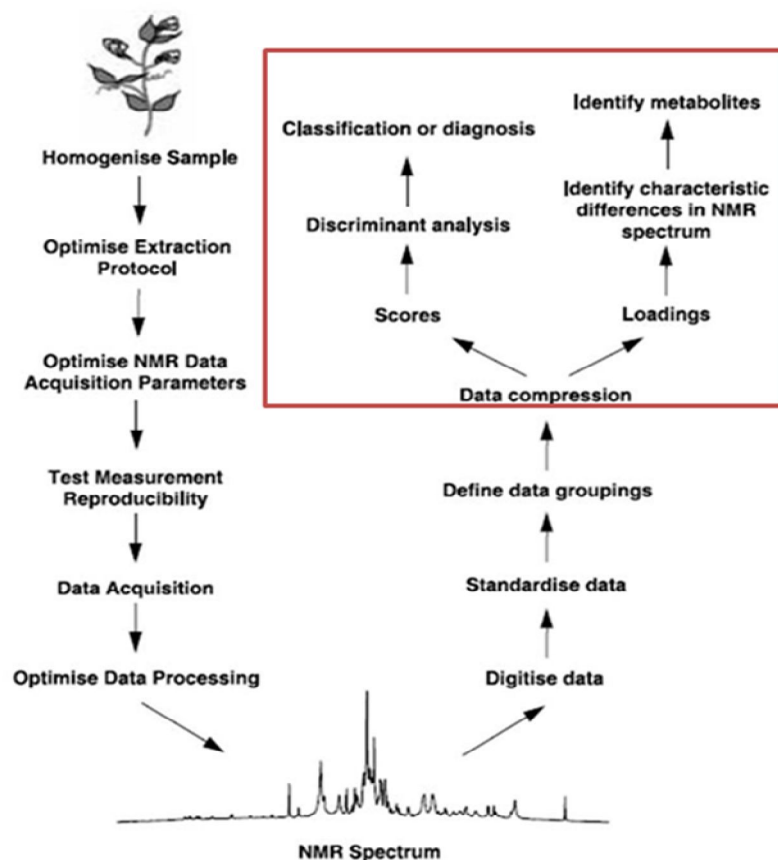 Homogenise Sample
Optimise Extraction
Protocol
Optimise NMR Data
Acquisition Parameters
Test Measurement
Reproducibility
Data Acquisition
Optimise Data Processing
NMR Spectrum
Digitise data
Standardise data
Define data groupings
Data compression
Scores
Discriminant analysis
Classification or diagnosis
Loadings
Identify characteristic
differences in NMR
spectrum
Identify metabolites